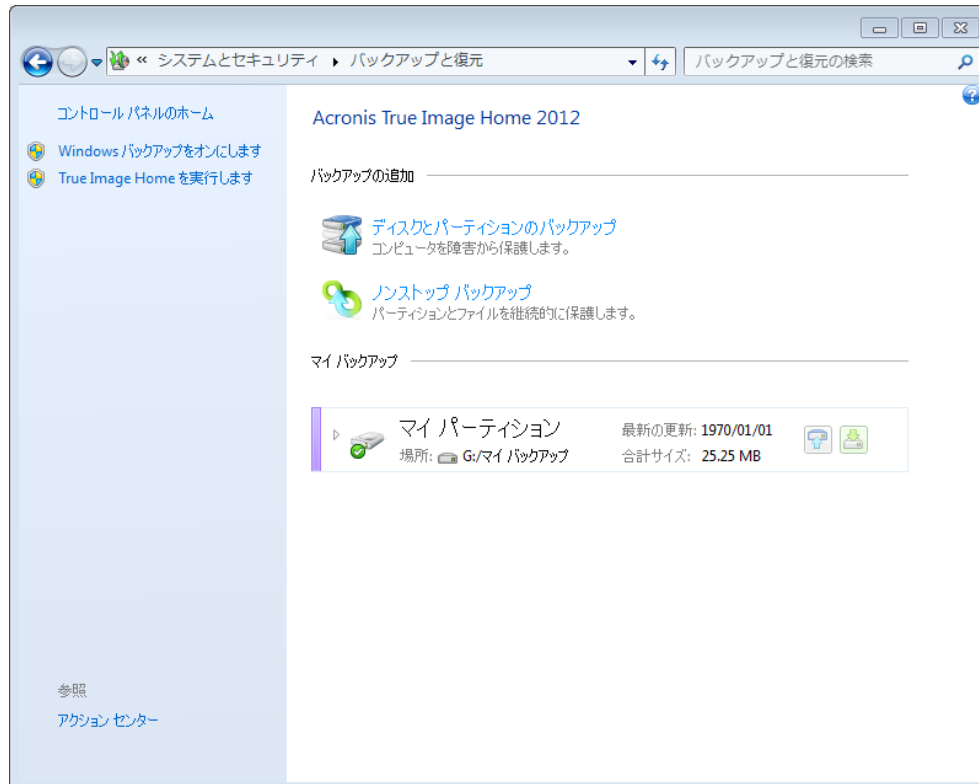 « システムとセキュリティ ▸ バックアップと復元
バックアップと復元の検索
コントロール パネルのホーム
Windows バックアップをオンにします
True Image Home を実行します
参照
アクション センター
Acronis True Image Home 2012
バックアップの追加
ディスクとパーティションのバックアップ
コンピュータを障害から保護します。
ノンストップ バックアップ
パーティションとファイルを継続的に保護します。
マイ バックアップ
マイ パーティション
場所: G:/マイ バックアップ
最新の更新: 1970/01/01
合計サイズ: 25.25 MB